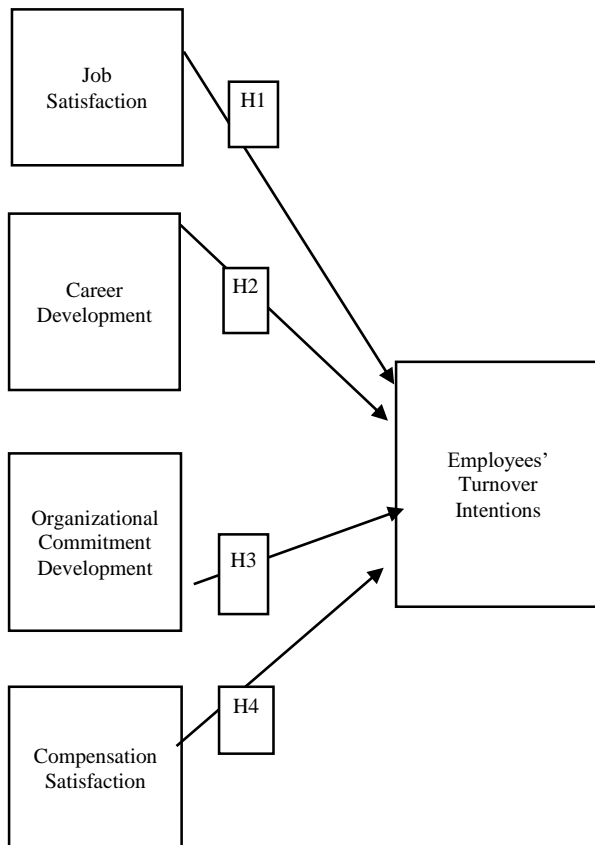 Job
Satisfaction
H1
Career
Development
H2
Employees’
Turnover
Intentions
Organizational
Commitment
Development
H3
Compensation
Satisfaction
H4